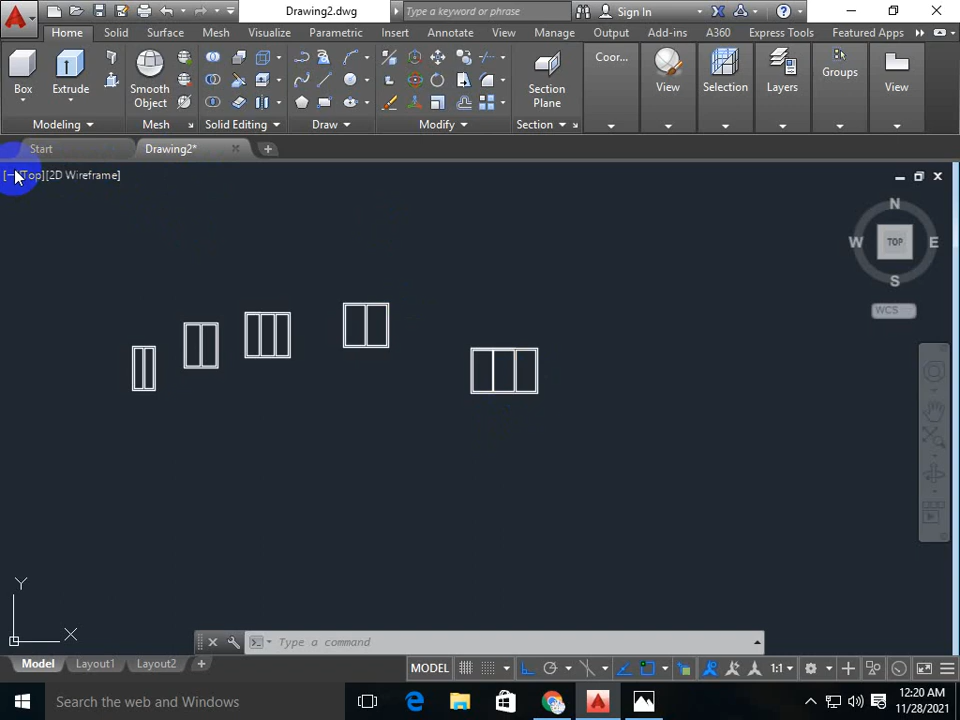 Drawing2.dwg
Type a keyword or phrase
Sign In
Home
Solid
Surface
Mesh
Visualize
Parametric
Insert
Annotate
View
Manage
Output
Add-ins
A360
Express Tools
Featured Apps
Box
Extrude
Smooth
Object
Section
Plane
Coor...
View
Selection
Layers
Groups
View
Modeling
Mesh
Solid Editing
Draw
Modify
Section
Start
Drawing2*
[−][Top][2D Wireframe]
N
W
TOP
E
S
WCS
Y
X
Type a command
Model
Layout1
Layout2
MODEL
1:1
Search the web and Windows
12:20 AM
11/28/2021